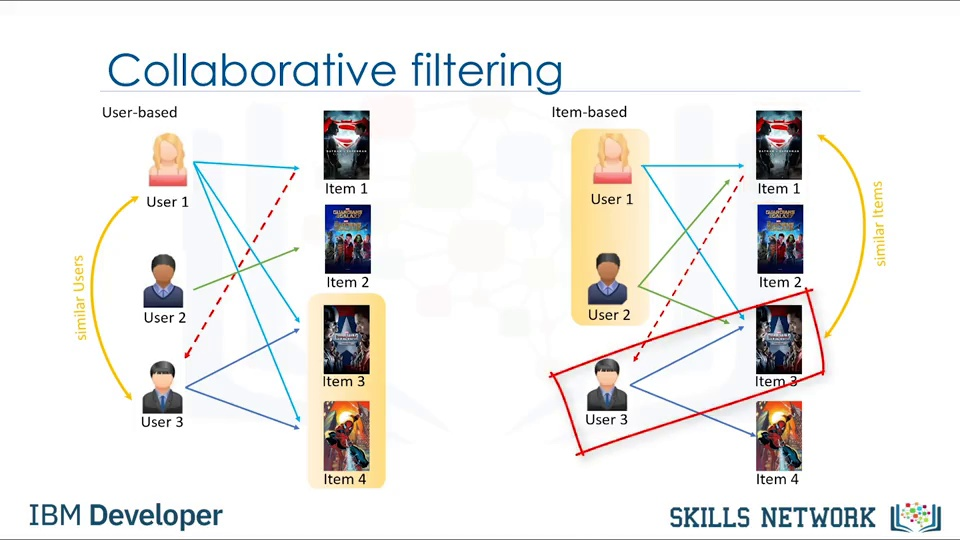 Collaborative filtering
User-based
User 1
User 2
User 3
similar Users
Item 1
Item 2
Item 3
Item 4
Item-based
User 1
User 2
User 3
Item 1
Item 2
Item 3
Item 4
similar Items
IBM Developer
SKILLS NETWORK